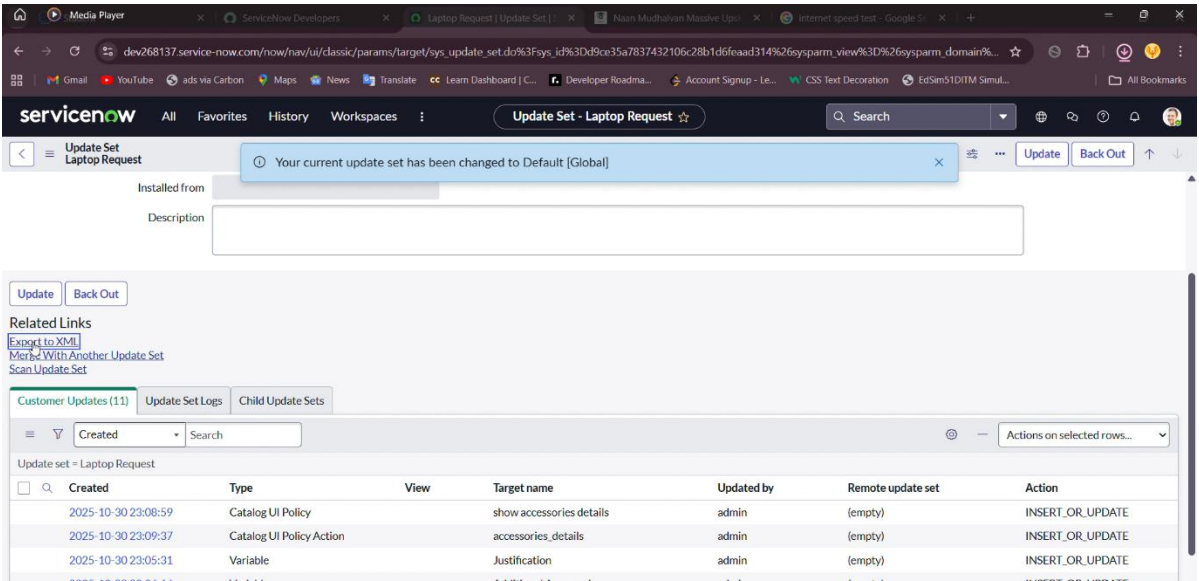 Media Player
ServiceNow Developers
Laptop Request | Update Set |
Naan Mudhalvan Massive Upsk
internet speed test - Google Se
dev268137.service-now.com/now/nav/ui/classic/params/target/sys_update_set.do%3Fsys_id%3Dd9ce35a7837432106c28b1d6feaad314%26sysparm_view%3D%26sysparm_domain%...
Gmail YouTube ads via Carbon Maps News Translate Learn Dashboard | C... Developer Roadma... Account Signup - Le... CSS Text Decoration EdSim51DITM Simul... All Bookmarks
servicenow All Favorites History Workspaces Update Set - Laptop Request Search
Update Set
Laptop Request
Your current update set has been changed to Default [Global]
Update Back Out
Installed from
Description
Update Back Out
Related Links
Export to XML
Merge With Another Update Set
Scan Update Set
Customer Updates (11) Update Set Logs Child Update Sets
Created Search Actions on selected rows...
Update set = Laptop Request
Created Type View Target name Updated by Remote update set Action
2025-10-30 23:08:59 Catalog UI Policy show accessories details admin (empty) INSERT_OR_UPDATE
2025-10-30 23:09:37 Catalog UI Policy Action accessories_details admin (empty) INSERT_OR_UPDATE
2025-10-30 23:05:31 Variable Justification admin (empty) INSERT_OR_UPDATE